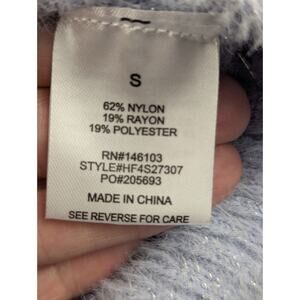 S
62% NYLON
19% RAYON
19% POLYESTER
RN#146103
STYLE#HF4S27307
PO#205693
MADE IN CHINA
SEE REVERSE FOR CARE